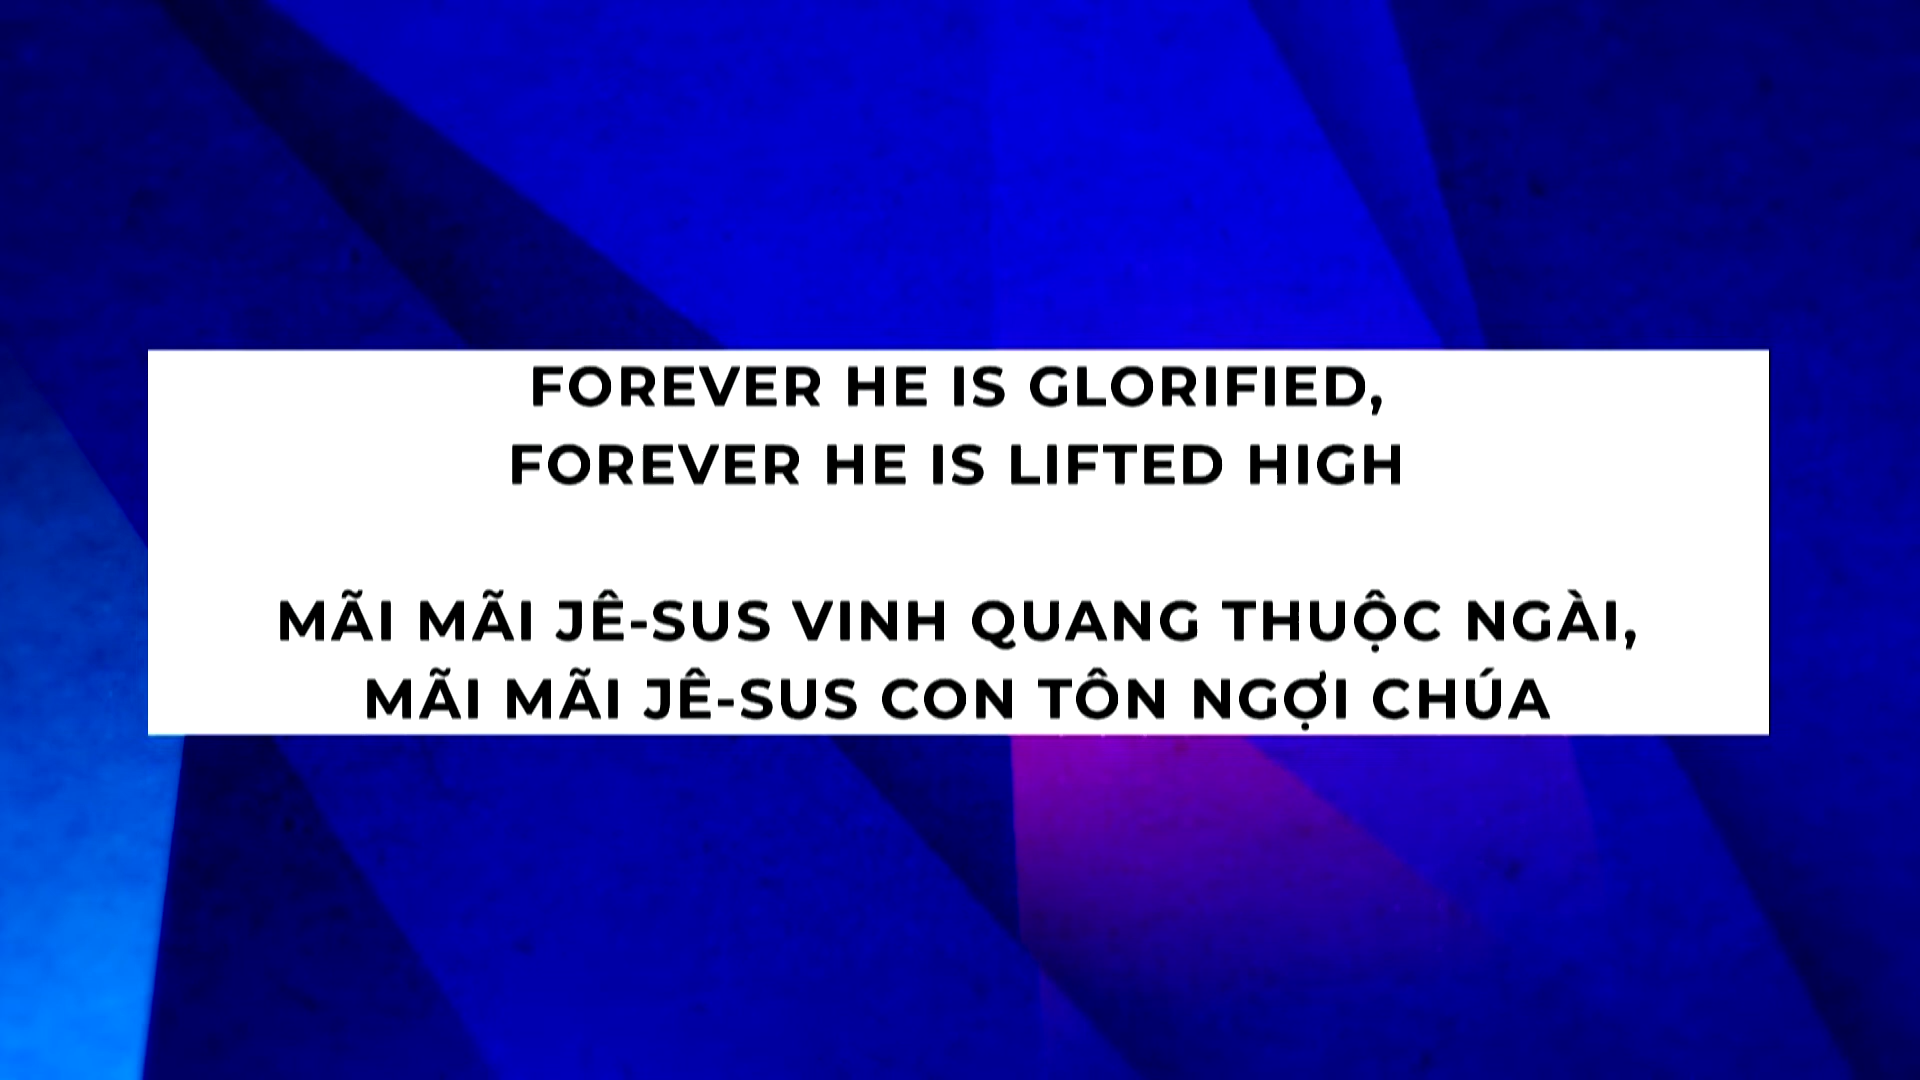 FOREVER HE IS GLORIFIED,
FOREVER HE IS LIFTED HIGH
MÃI MÃI JÊ-SUS VINH QUANG THUỘC NGÀI,
MÃI MÃI JÊ-SUS CON TÔN NGỢI CHÚA